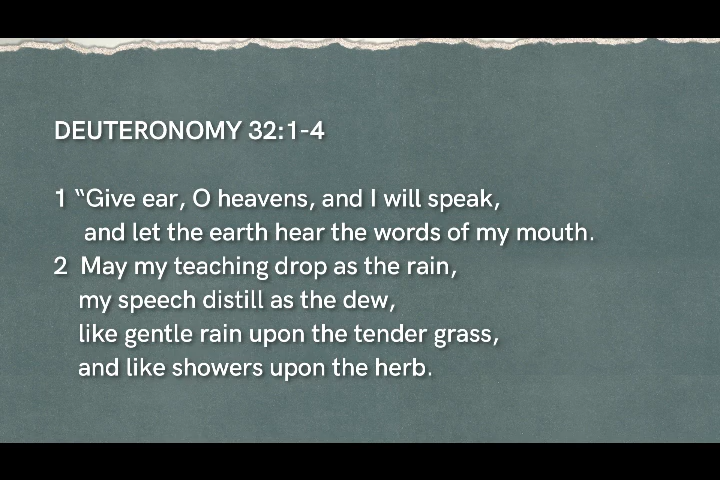 DEUTERONOMY 32:1-4
1 “Give ear, O heavens, and I will speak,
and let the earth hear the words of my mouth.
2 May my teaching drop as the rain,
my speech distill as the dew,
like gentle rain upon the tender grass,
and like showers upon the herb.